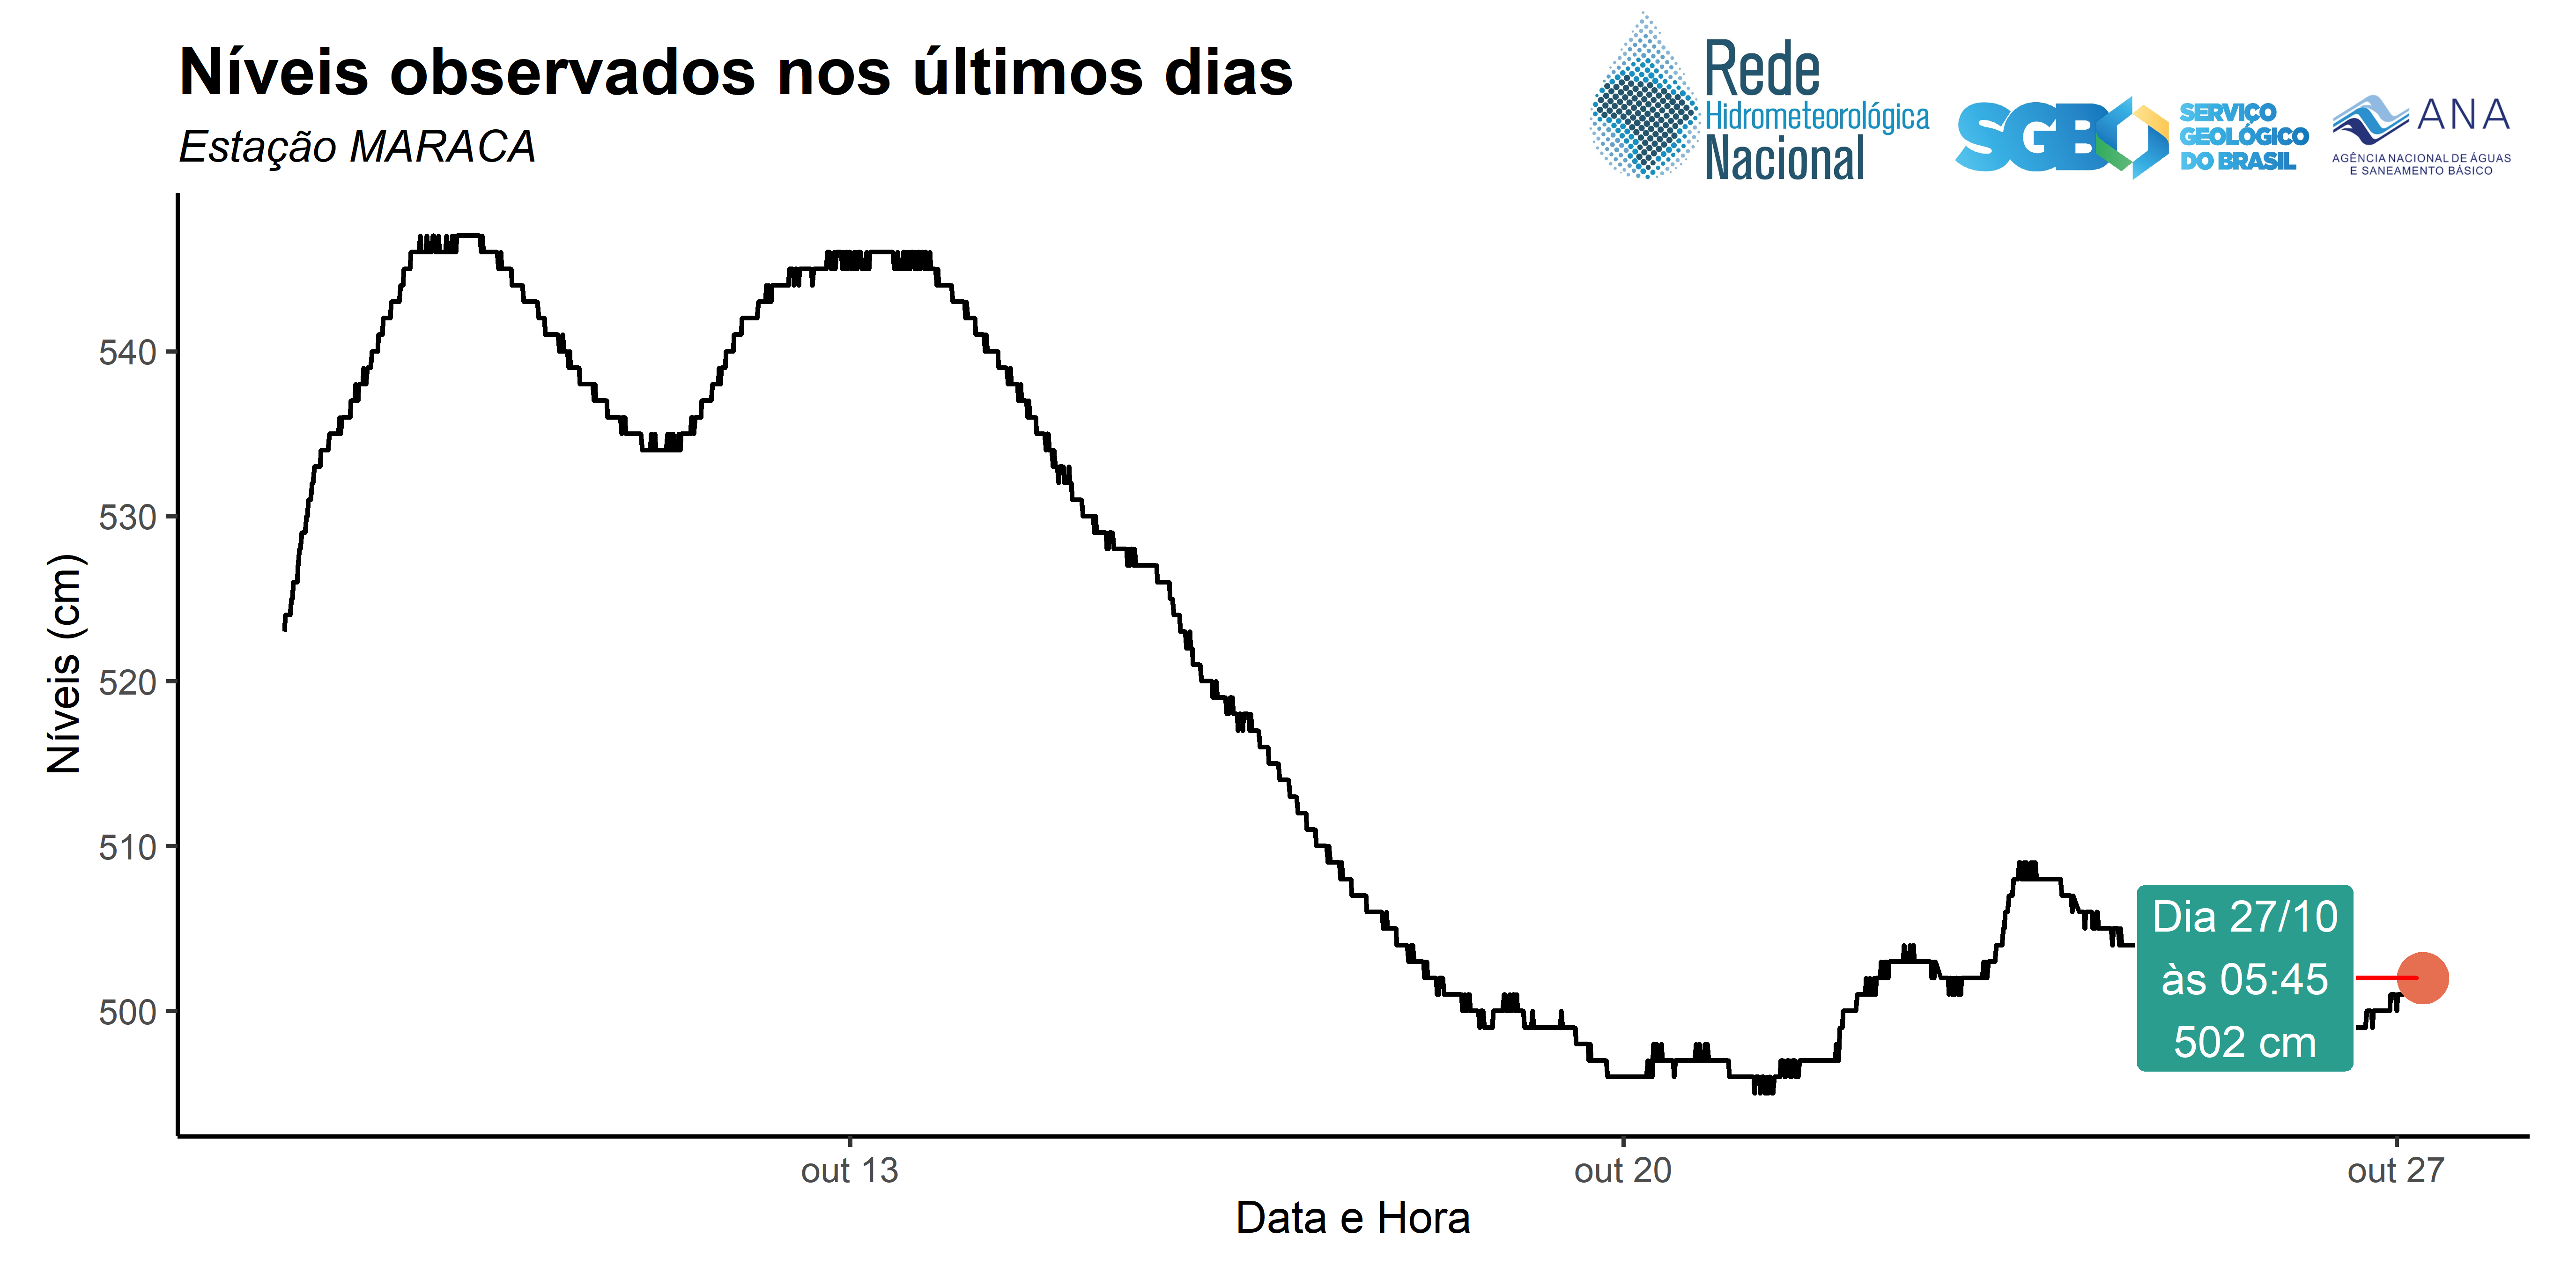 Níveis observados nos últimos dias
Estação MARACA
Rede
Hidrometeorológica
Nacional
SGB
SERVIÇO
GEOLÓGICO
DO BRASIL
ANA
AGÊNCIA NACIONAL DE ÁGUAS
E SANEAMENTO BÁSICO
Níveis (cm)
540
530
520
510
500
Dia 27/10
às 05:45
502 cm
out 13
out 20
out 27
Data e Hora